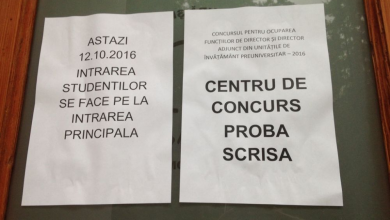 ASTAZI
12.10.2016
INTRAREA
STUDENTILOR
SE FACE PE LA
INTRAREA
PRINCIPALA
CONCURSUL PENTRU OCUPAREA
FUNCȚIILOR DE DIRECTOR ȘI DIRECTOR
ADJUNCT DIN UNITĂȚILE DE
ÎNVĂȚĂMÂNT PREUNIVERSITAR – 2016
CENTRU DE
CONCURS
PROBA
SCRISA